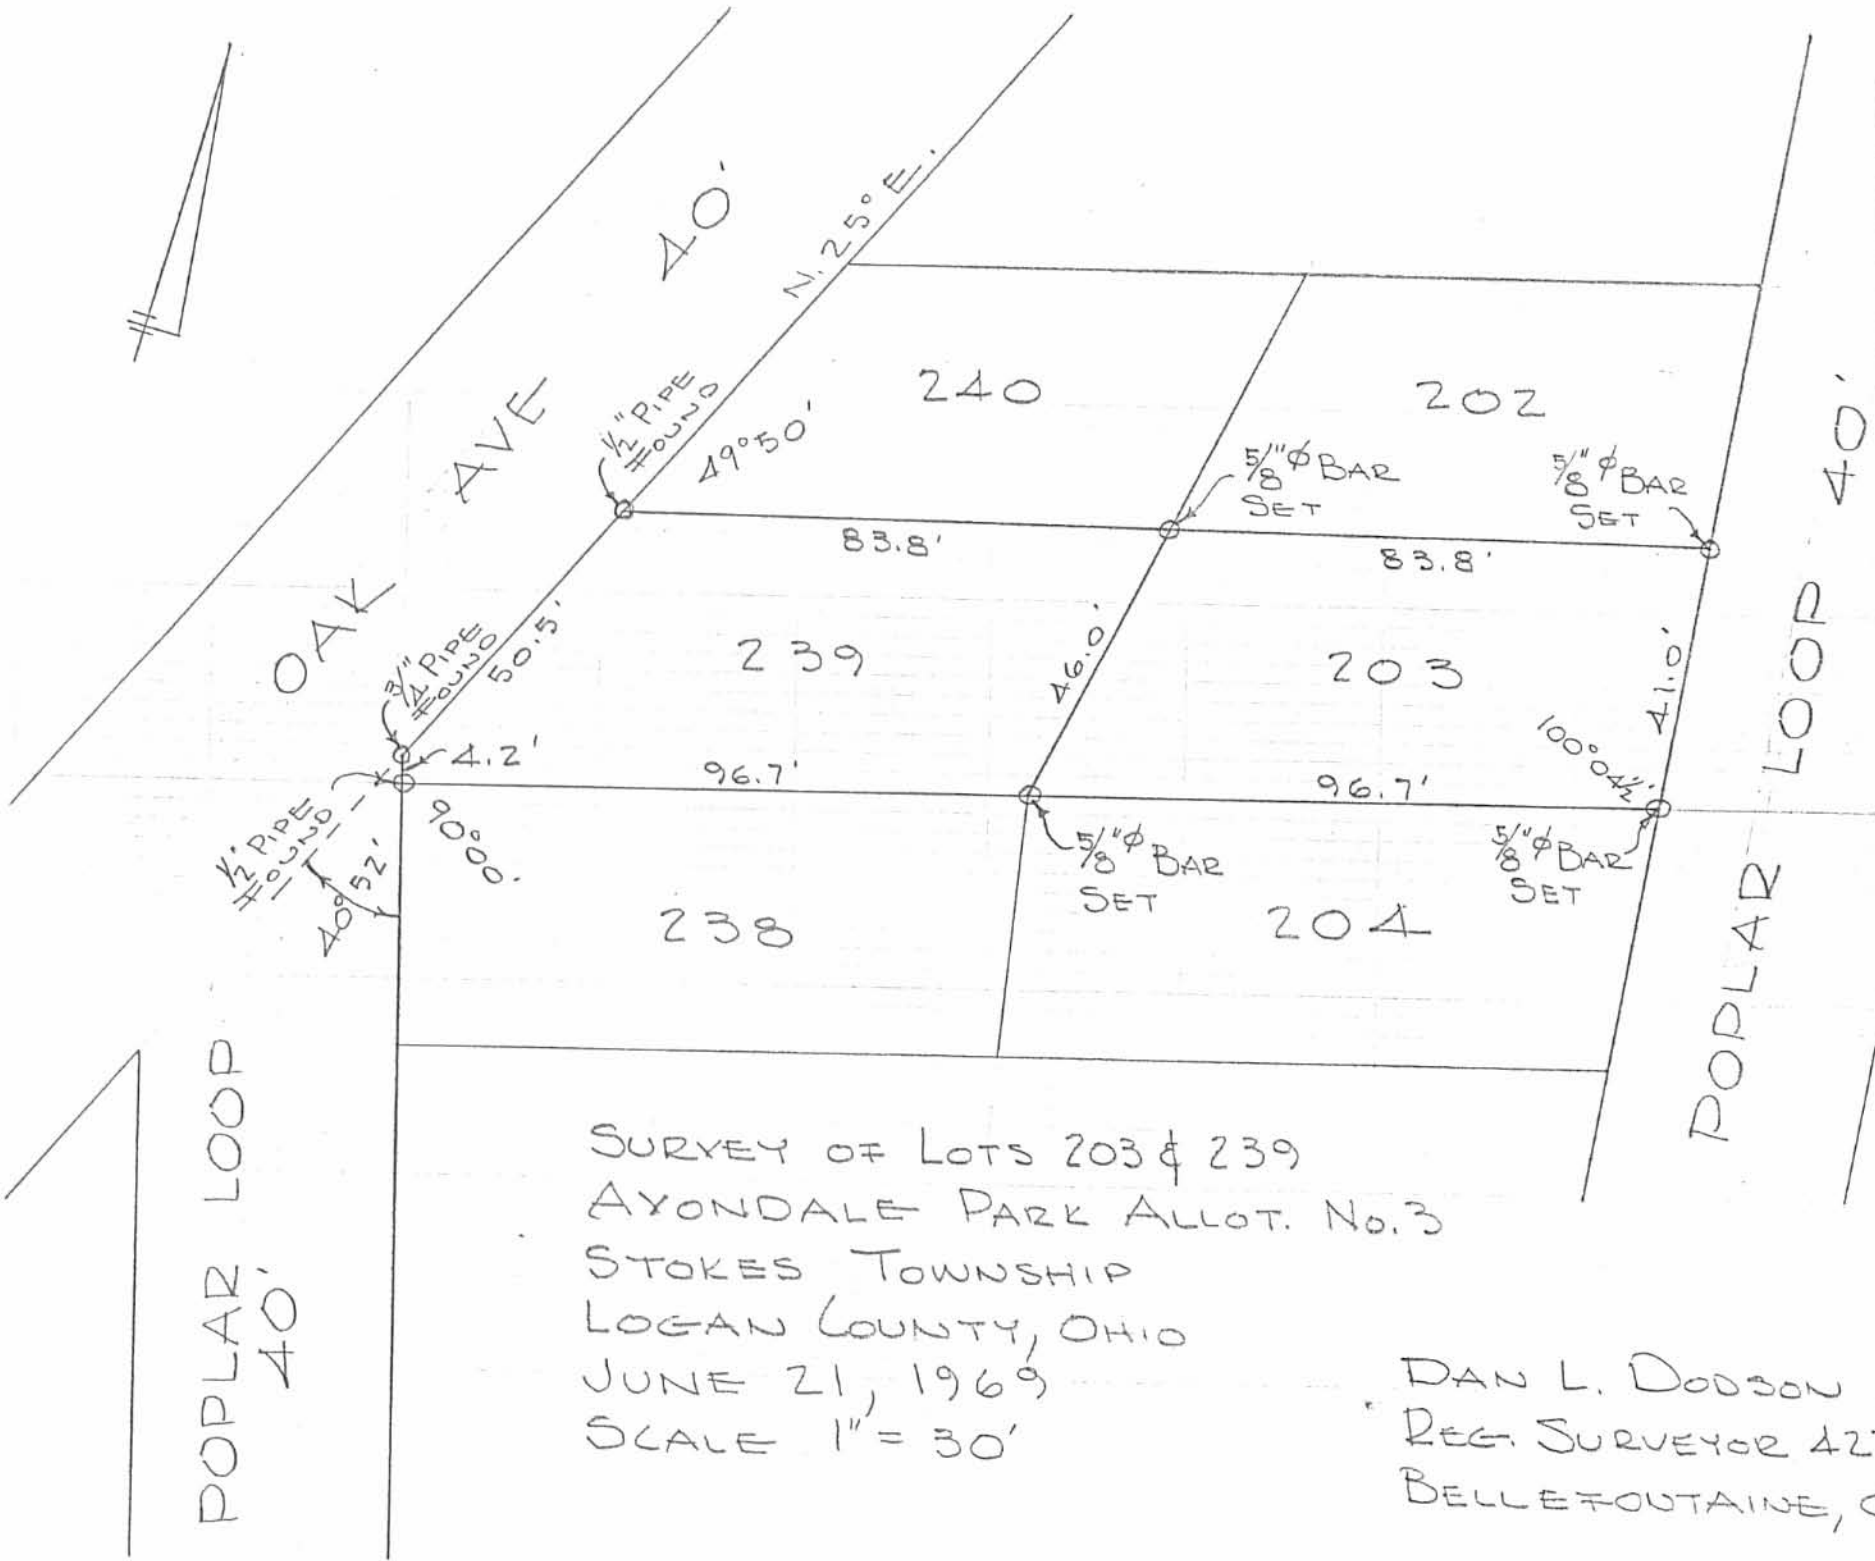 40'
N. 25° E.
OAK AVE
240
202
1/2" PIPE
FOUND
49°50'
5/8" φ BAR
SET
5/8" φ BAR
SET
40'
83.8'
83.8'
3/4" PIPE
FOUND
50.5'
239
46.0'
203
41.0'
100°04½'
4.2'
96.7'
96.7'
1/2" PIPE
FOUND
40° 52'
90°00.
5/8" φ BAR
SET
5/8" φ BAR
SET
238
204
POPLAR LOOP
POPLAR LOOP
40'
SURVEY OF LOTS 203 & 239
AVONDALE PARK ALLOT. No. 3
STOKES TOWNSHIP
LOGAN COUNTY, OHIO
JUNE 21, 1969
SCALE 1" = 30'
DAN L. DODSON
REG. SURVEYOR 42
BELLEFONTAINE,